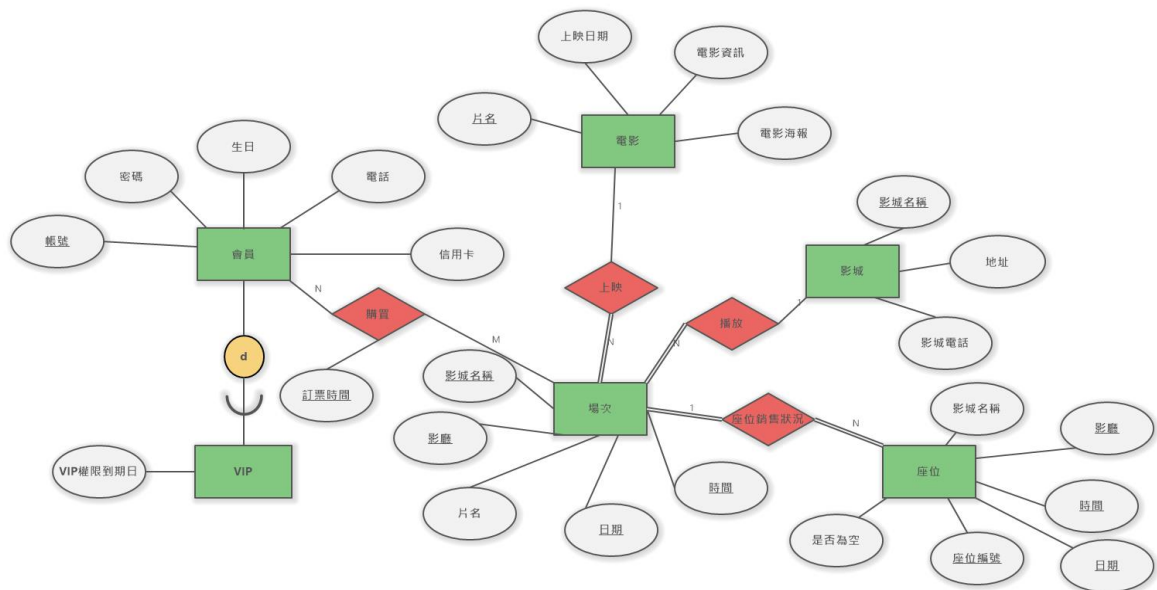 上映日期
電影資訊
片名
電影
電影海報
生日
密碼
電話
帳號
會員
信用卡
1
影城名稱
影城
地址
N
購買
上映
播放
1
影城電話
d
M
N
N
訂票時間
影城名稱
場次
1
座位銷售狀況
N
影城名稱
影廳
影廳
VIP權限到期日
VIP
座位
片名
日期
時間
時間
是否為空
座位編號
日期